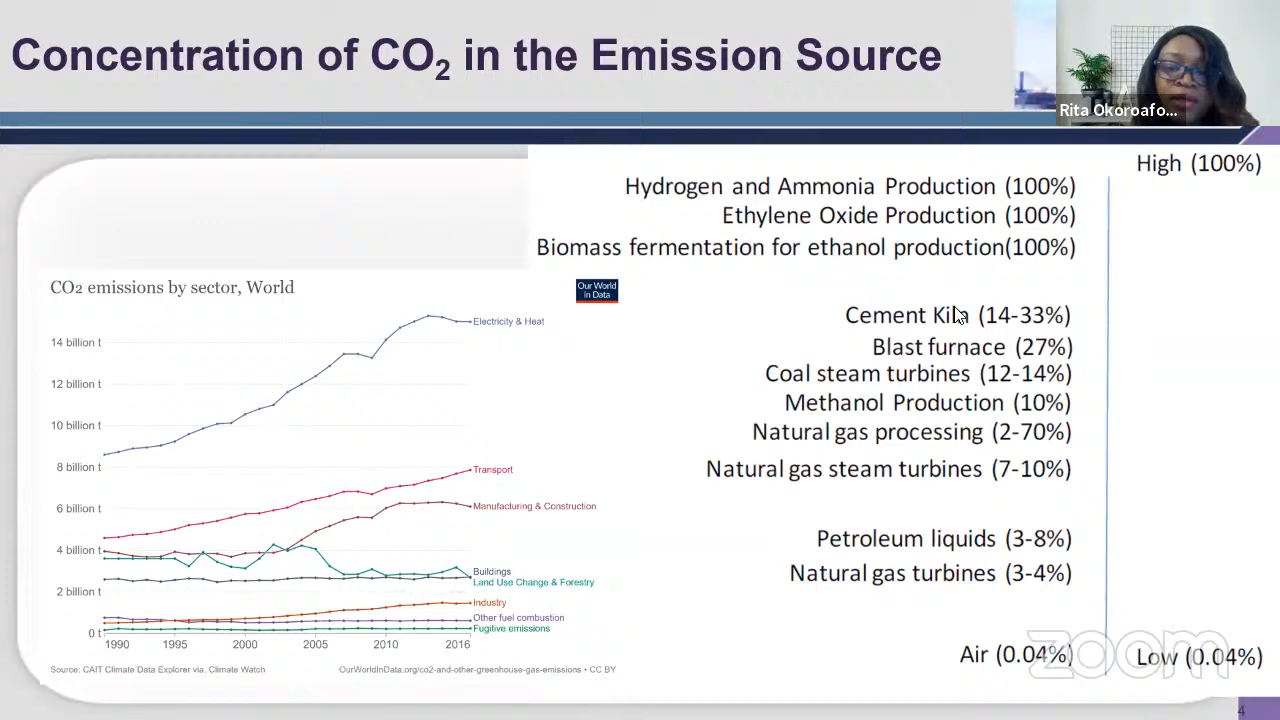 Concentration of CO2 in the Emission Source
Rita Okoroafo...
High (100%)
Hydrogen and Ammonia Production (100%)
Ethylene Oxide Production (100%)
Biomass fermentation for ethanol production(100%)
Cement Kiln (14-33%)
Blast furnace (27%)
Coal steam turbines (12-14%)
Methanol Production (10%)
Natural gas processing (2-70%)
Natural gas steam turbines (7-10%)
Petroleum liquids (3-8%)
Natural gas turbines (3-4%)
Air (0.04%)
Low (0.04%)
CO2 emissions by sector, World
Our World
in Data
14 billion t
12 billion t
10 billion t
8 billion t
6 billion t
4 billion t
2 billion t
0 t
Electricity & Heat
Transport
Manufacturing & Construction
Buildings
Land Use Change & Forestry
Industry
Other fuel combustion
Fugitive emissions
1990 1995 2000 2005 2010 2016
Source: CAIT Climate Data Explorer via. Climate Watch
OurWorldInData.org/co2-and-other-greenhouse-gas-emissions • CC BY
zoom
4